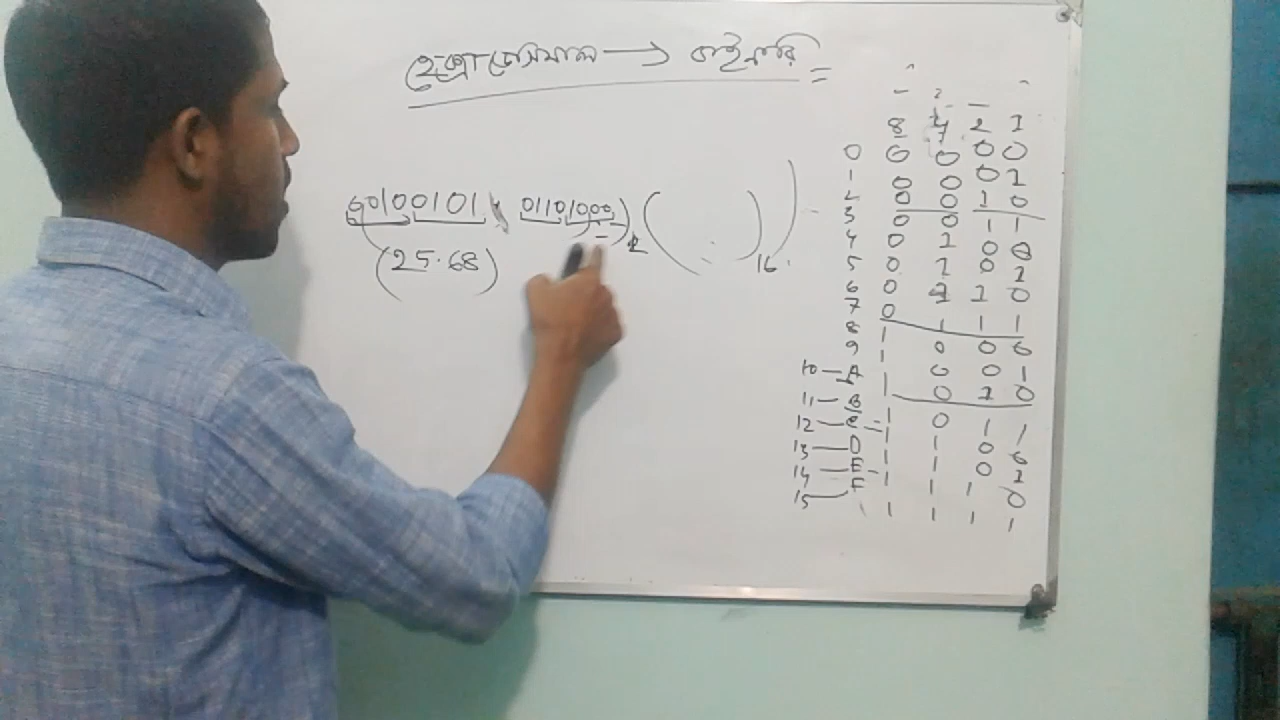 হেক্সাডেসিমাল → বাইনারি =
00100101 . 01101000)₂ ( . )₁₆
(25.68)
8 4 2 1
0 0 0 0 0
1 0 0 0 1
2 0 0 1 0
3 0 0 1 1
4 0 1 0 0
5 0 1 0 1
6 0 1 1 0
7 0 1 1 1
8 1 0 0 0
9 1 0 0 1
10 — A 1 0 1 0
11 — B 1 0 1 1
12 — C 1 1 0 0
13 — D 1 1 0 1
14 — E 1 1 1 0
15 — F 1 1 1 1